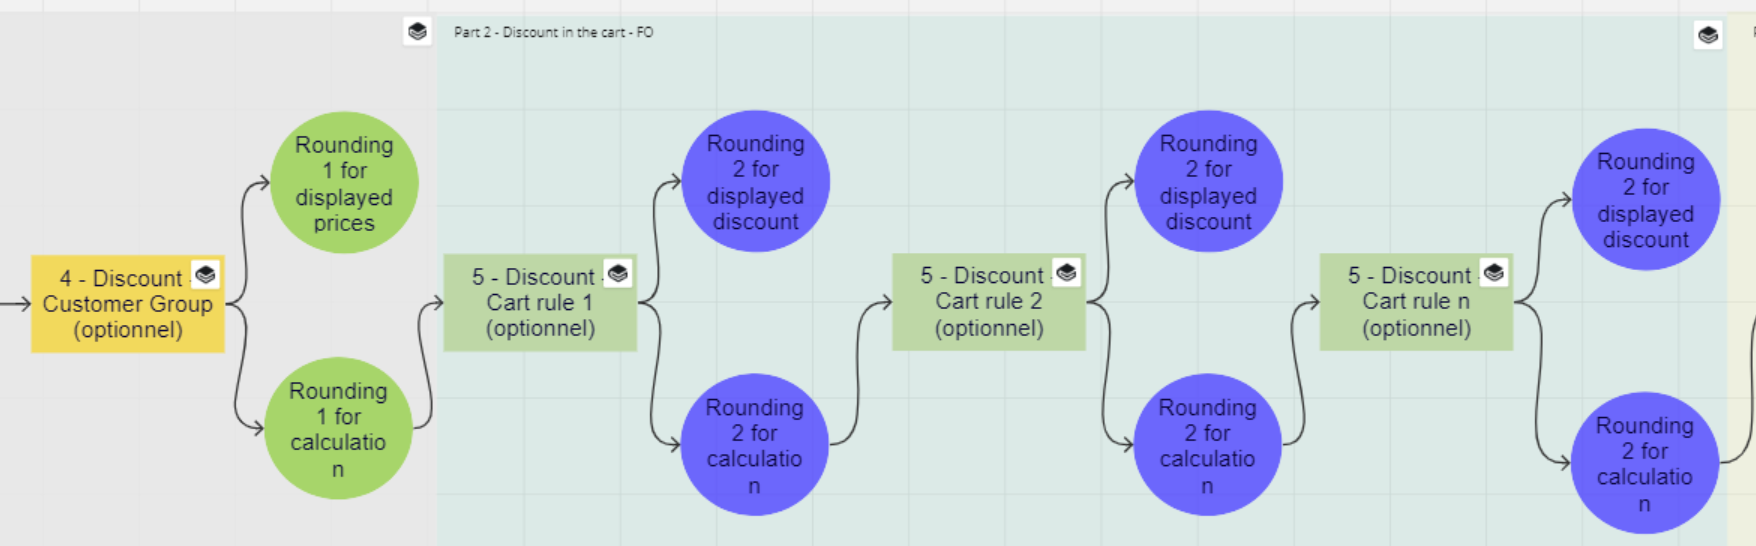 Part 2 - Discount in the cart - FO
4 - Discount -
Customer Group
(optionnel)
Rounding
1 for
displayed
prices
Rounding
1 for
calculatio
n
5 - Discount -
Cart rule 1
(optionnel)
Rounding
2 for
displayed
discount
Rounding
2 for
calculatio
n
5 - Discount -
Cart rule 2
(optionnel)
Rounding
2 for
displayed
discount
Rounding
2 for
calculatio
n
5 - Discount -
Cart rule n
(optionnel)
Rounding
2 for
displayed
discount
Rounding
2 for
calculatio
n